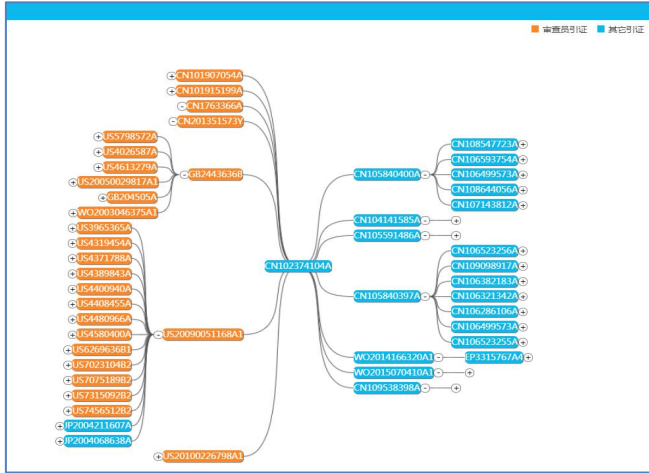 审查员引证 其它引证
CN101907054A
CN101915199A
CN1763366A
CN201351573Y
US5798572A
US4026587A
US4613279A
US20050029817A1
GB204505A
WO2003046375A1
GB2443636B
US3965365A
US4319454A
US4371788A
US4389843A
US4400940A
US4408455A
US4480966A
US4580400A
US6269636B1
US7023104B2
US7075189B2
US7315092B2
US7456512B2
JP2004211607A
JP2004068638A
US20090051168A1
US20100226798A1
CN102374104A
CN105840400A
CN108547723A
CN106593754A
CN106499573A
CN108644056A
CN107143812A
CN104141585A
CN105591486A
CN105840397A
CN106523256A
CN109098917A
CN106382183A
CN106321342A
CN106286106A
CN106499573A
CN106523255A
WO2014166320A1
EP3315767A4
WO2015070410A1
CN109538398A